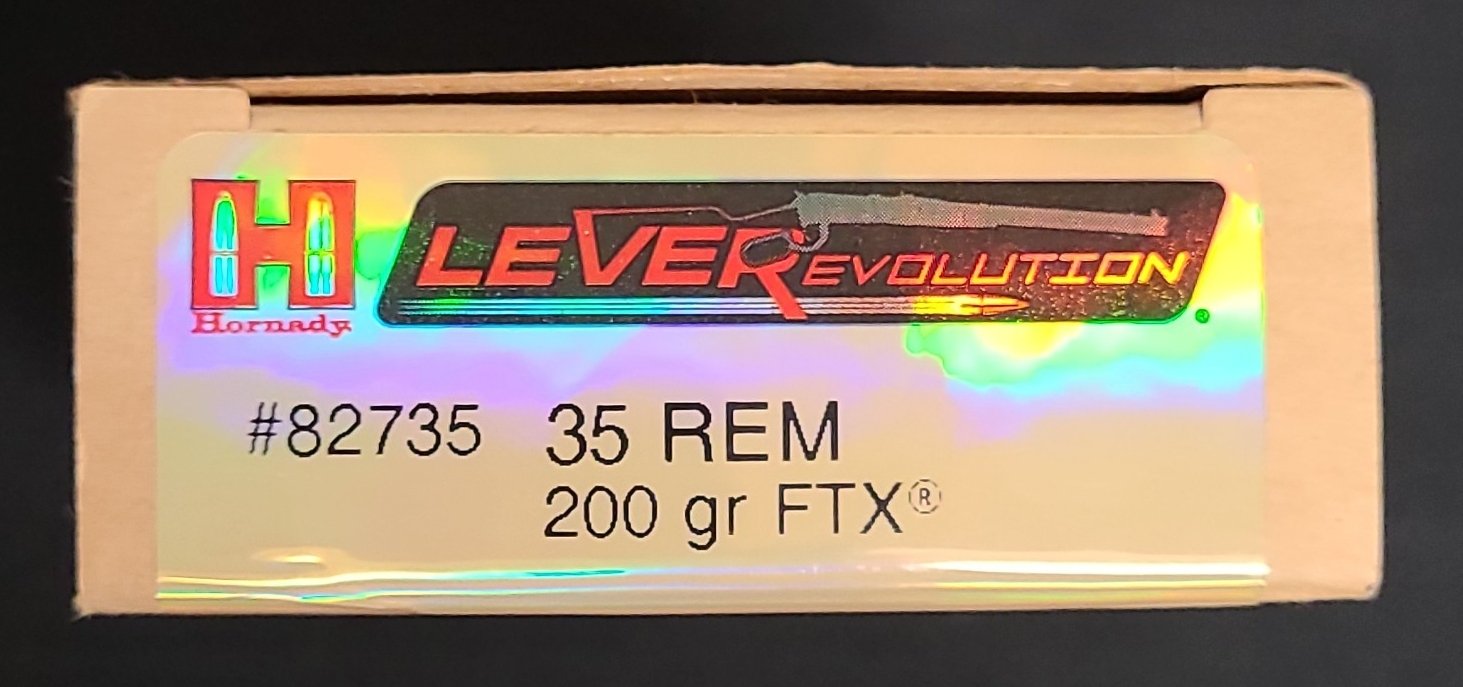 LEVEREVOLUTION®
Hornady
#82735 35 REM
200 gr FTX®